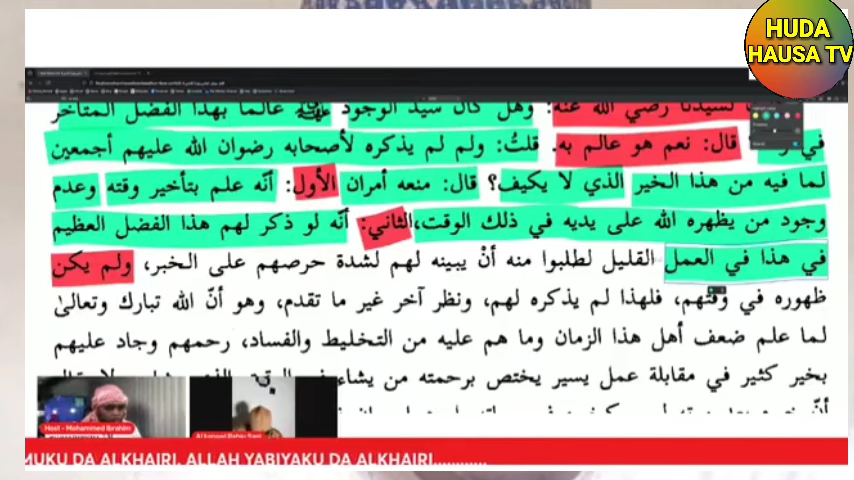 HUDA
HAUSA TV
لسيدنا رضي الله عنه: وهل كان سيد الوجود ﷺ عالما بهذا الفضل المتأخر
في قال: نعم هو عالم به. قلتُ: ولم لم يذكره لأصحابه رضوان الله عليهم أجمعين
لما فيه من هذا الخير الذي لا يكيف؟ قال: منعه أمران الأول: أنّه علم بتأخير وقته وعدم
وجود من يظهره الله على يديه في ذلك الوقت، الثاني: أنّه لو ذكر لهم هذا الفضل العظيم
في هذا في العمل القليل لطلبوا منه أنْ يبينه لهم لشدة حرصهم على الخبر، ولم يكن
ظهوره في وقتهم، فلهذا لم يذكره لهم، ونظر آخر غير ما تقدم، وهو أنّ الله تبارك وتعالىٰ
لما علم ضعف أهل هذا الزمان وما هم عليه من التخليط والفساد، رحمهم وجاد عليهم
بخير كثير في مقابلة عمل يسير يختص برحمته من يشاء
Host - Mohammed Ibrahim
MUKU DA ALKHAIRI, ALLAH YABIYAKU DA ALKHAIRI............